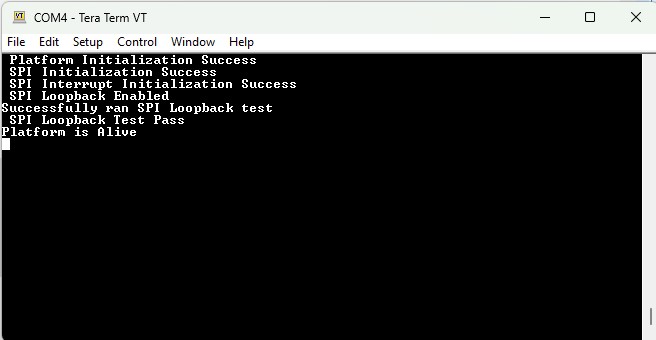 VT
COM4 - Tera Term VT
File Edit Setup Control Window Help
Platform Initialization Success
SPI Initialization Success
SPI Interrupt Initialization Success
SPI Loopback Enabled
Successfully ran SPI Loopback test
SPI Loopback Test Pass
Platform is Alive